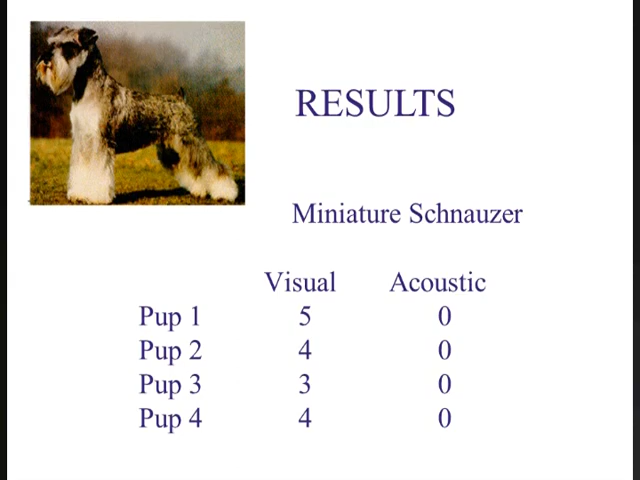 RESULTS
Miniature Schnauzer
Visual Acoustic
Pup 1 5 0
Pup 2 4 0
Pup 3 3 0
Pup 4 4 0